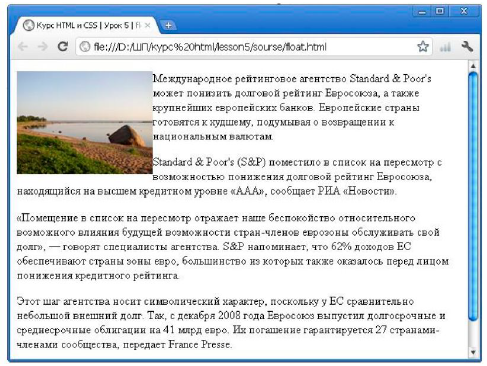 Курс HTML и CSS | Урок 5 | F
file:///D:/ШП/курс%20html/lesson5/sourse/float.html
Международное рейтинговое агентство Standard & Poor's
может понизить долговой рейтинг Евросоюза, а также
крупнейших европейских банков. Европейские страны
готовятся к худшему, подумывая о возвращении к
национальным валютам.
Standard & Poor's (S&P) поместило в список на пересмотр с
возможностью понижения долговой рейтинг Евросоюза,
находящийся на высшем кредитном уровне «ААА», сообщает РИА «Новости».
«Помещение в список на пересмотр отражает наше беспокойство относительного
возможного влияния будущей возможности стран-членов еврозоны обслуживать свой
долг», — говорят специалисты агентства. S&P напоминает, что 62% доходов ЕС
обеспечивают страны зоны евро, большинство из которых также оказалось перед лицом
понижения кредитного рейтинга.
Этот шаг агентства носит символический характер, поскольку у ЕС сравнительно
небольшой внешний долг. Так, с декабря 2008 года Евросоюз выпустил долгосрочные и
среднесрочные облигации на 41 млрд евро. Их погашение гарантируется 27 странами-
членами сообщества, передает France Presse.